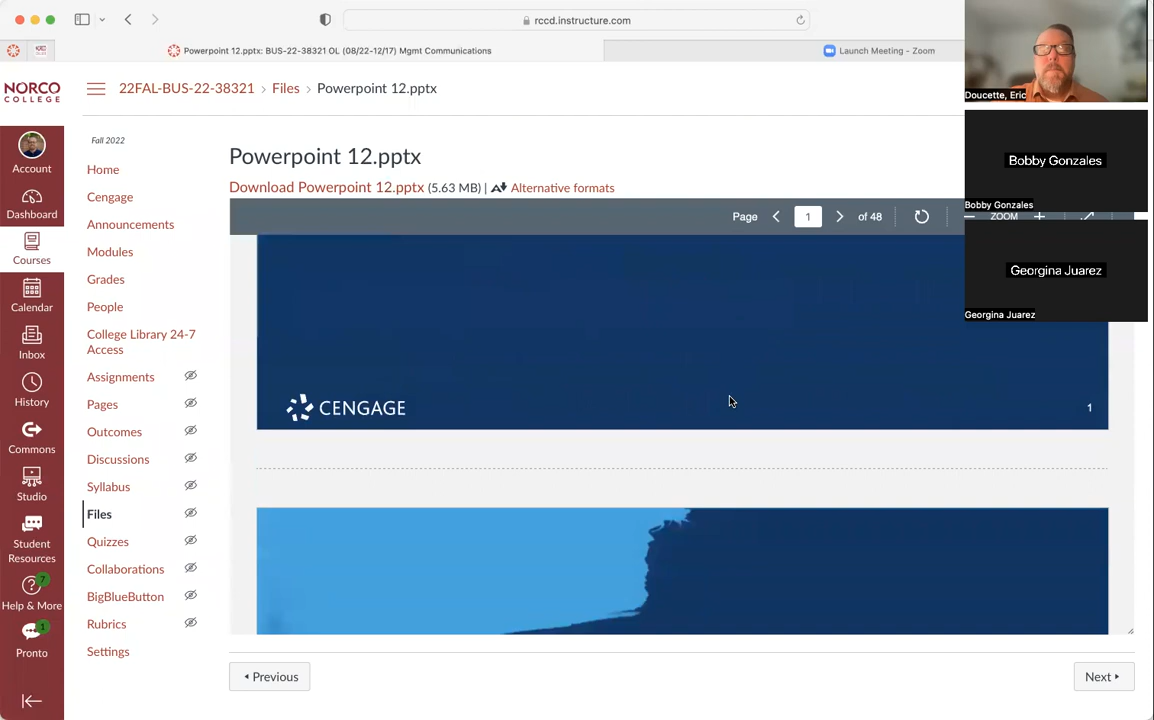 rccd.instructure.com
Powerpoint 12.pptx: BUS-22-38321 OL (08/22-12/17) Mgmt Communications
Launch Meeting - Zoom
NORCO
COLLEGE
22FAL-BUS-22-38321 › Files › Powerpoint 12.pptx
Account
Dashboard
Courses
Calendar
Inbox
History
Commons
Studio
Student
Resources
7
Help & More
1
Pronto
Fall 2022
Home
Cengage
Announcements
Modules
Grades
People
College Library 24-7
Access
Assignments
Pages
Outcomes
Discussions
Syllabus
Files
Quizzes
Collaborations
BigBlueButton
Rubrics
Settings
Powerpoint 12.pptx
Download Powerpoint 12.pptx (5.63 MB) | Alternative formats
Page 1 of 48
ZOOM
CENGAGE
1
Previous
Next
Doucette, Eric
Bobby Gonzales
Bobby Gonzales
Georgina Juarez
Georgina Juarez